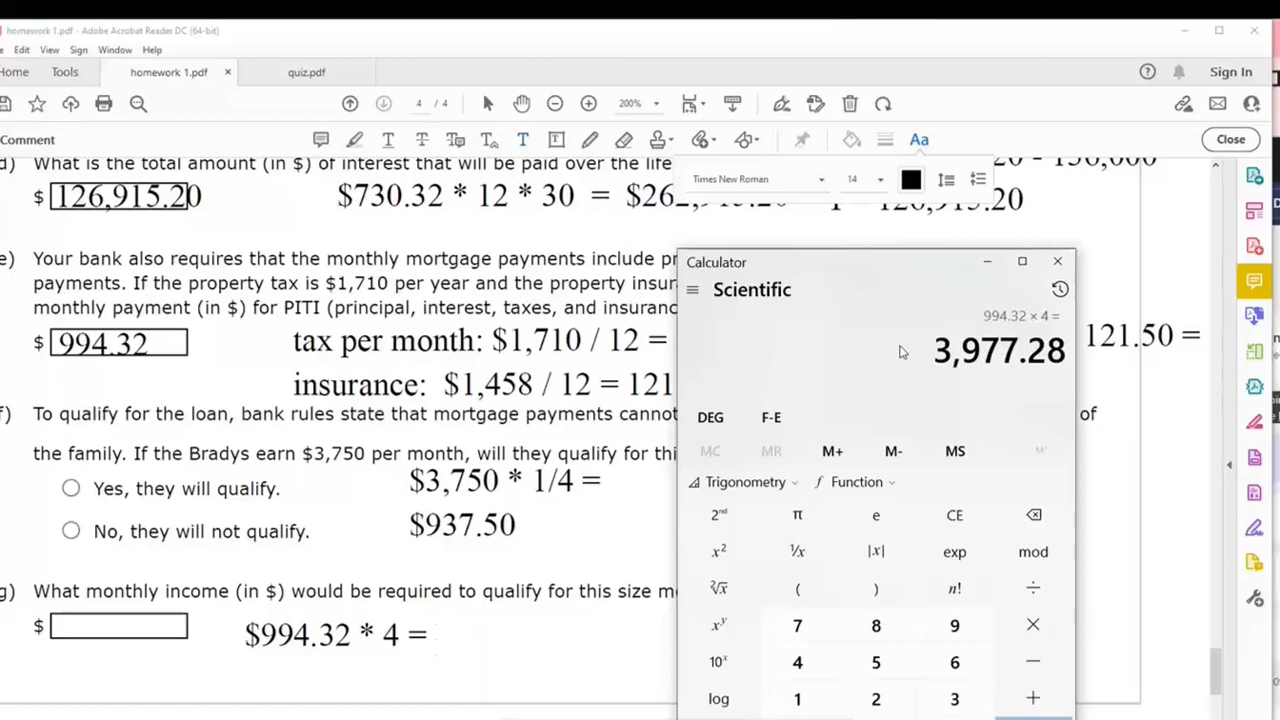 homework 1.pdf - Adobe Acrobat Reader DC (64-bit)
Edit View Sign Window Help
Home Tools homework 1.pdf × quiz.pdf Sign In
4 / 4 200%
Comment Aa Close
Times New Roman 14
d) What is the total amount (in $) of interest that will be paid over the life
$ 126,915.20 $730.32 * 12 * 30 = 126,915.20
e) Your bank also requires that the monthly mortgage payments include
payments. If the property tax is $1,710 per year and the property
monthly payment (in $) for PITI (principal, interest, taxes, and
$ 994.32 tax per month: $1,710 / 12 = 121.50 =
insurance: $1,458 / 12 = 121
f) To qualify for the loan, bank rules state that mortgage payments cannot of
the family. If the Bradys earn $3,750 per month, will they qualify for
Yes, they will qualify. $3,750 * 1/4 =
No, they will not qualify. $937.50
g) What monthly income (in $) would be required to qualify for this size
$ $994.32 * 4 =
Calculator
Scientific
994.32 × 4 =
3,977.28
DEG F-E
MC MR M+ M- MS
Trigonometry Function
2nd π e CE
x² ¹/x |x| exp mod
²√x ( ) n! ÷
xʸ 7 8 9 ×
10ˣ 4 5 6 −
log 1 2 3 +